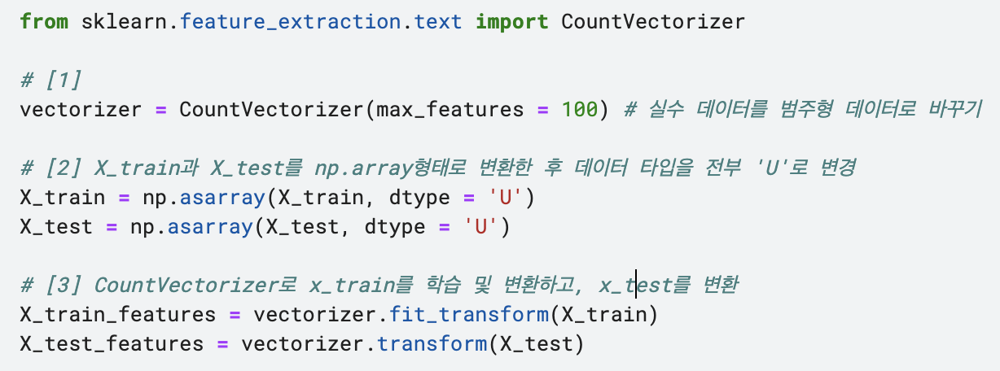 from sklearn.feature_extraction.text import CountVectorizer
# [1]
vectorizer = CountVectorizer(max_features = 100) # 실수 데이터를 범주형 데이터로 바꾸기
# [2] X_train과 X_test를 np.array형태로 변환한 후 데이터 타입을 전부 'U'로 변경
X_train = np.asarray(X_train, dtype = 'U')
X_test = np.asarray(X_test, dtype = 'U')
# [3] CountVectorizer로 x_train를 학습 및 변환하고, x_test를 변환
X_train_features = vectorizer.fit_transform(X_train)
X_test_features = vectorizer.transform(X_test)